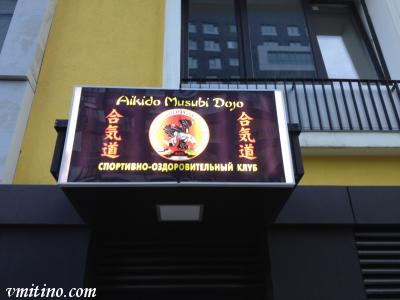 Aikido Musubi Dojo
合気道
合気道
СПОРТИВНО-ОЗДОРОВИТЕЛЬНЫЙ КЛУБ
vmitino.com